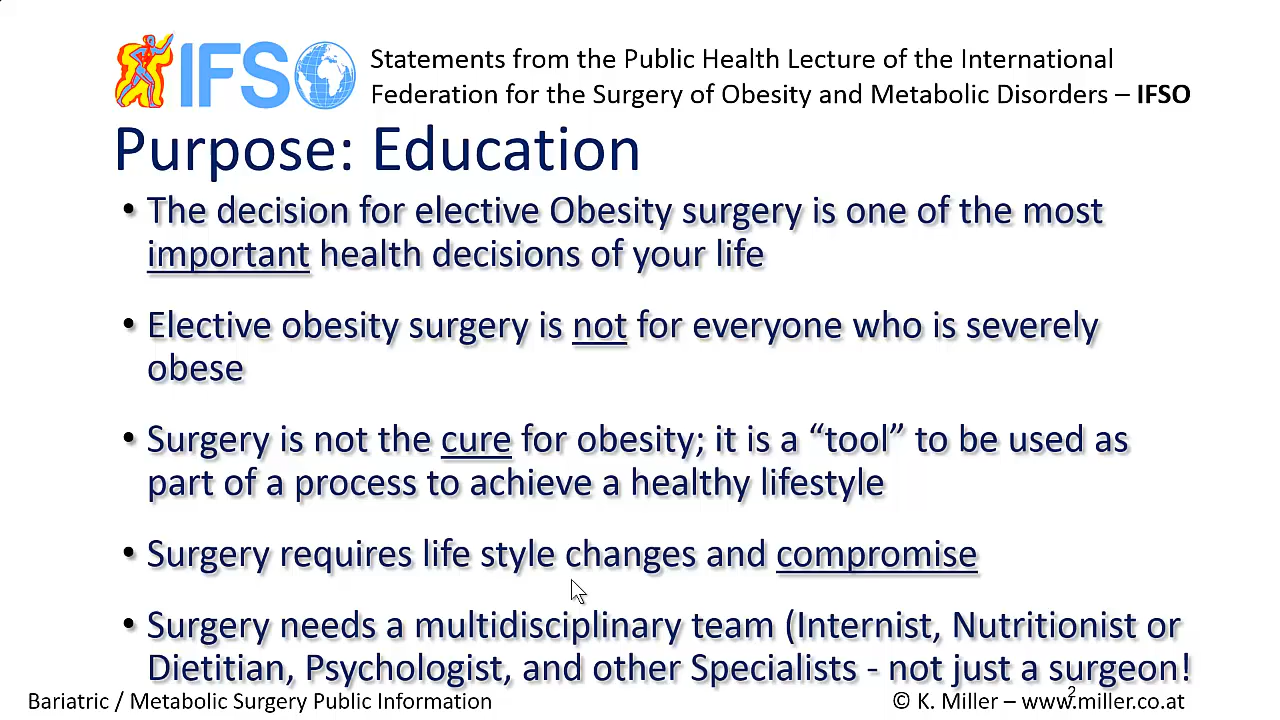 IFSO
Statements from the Public Health Lecture of the International
Federation for the Surgery of Obesity and Metabolic Disorders – IFSO
Purpose: Education
• The decision for elective Obesity surgery is one of the most
important health decisions of your life
• Elective obesity surgery is not for everyone who is severely
obese
• Surgery is not the cure for obesity; it is a “tool” to be used as
part of a process to achieve a healthy lifestyle
• Surgery requires life style changes and compromise
• Surgery needs a multidisciplinary team (Internist, Nutritionist or
Dietitian, Psychologist, and other Specialists - not just a surgeon!
Bariatric / Metabolic Surgery Public Information
© K. Miller – www.miller.co.at
2